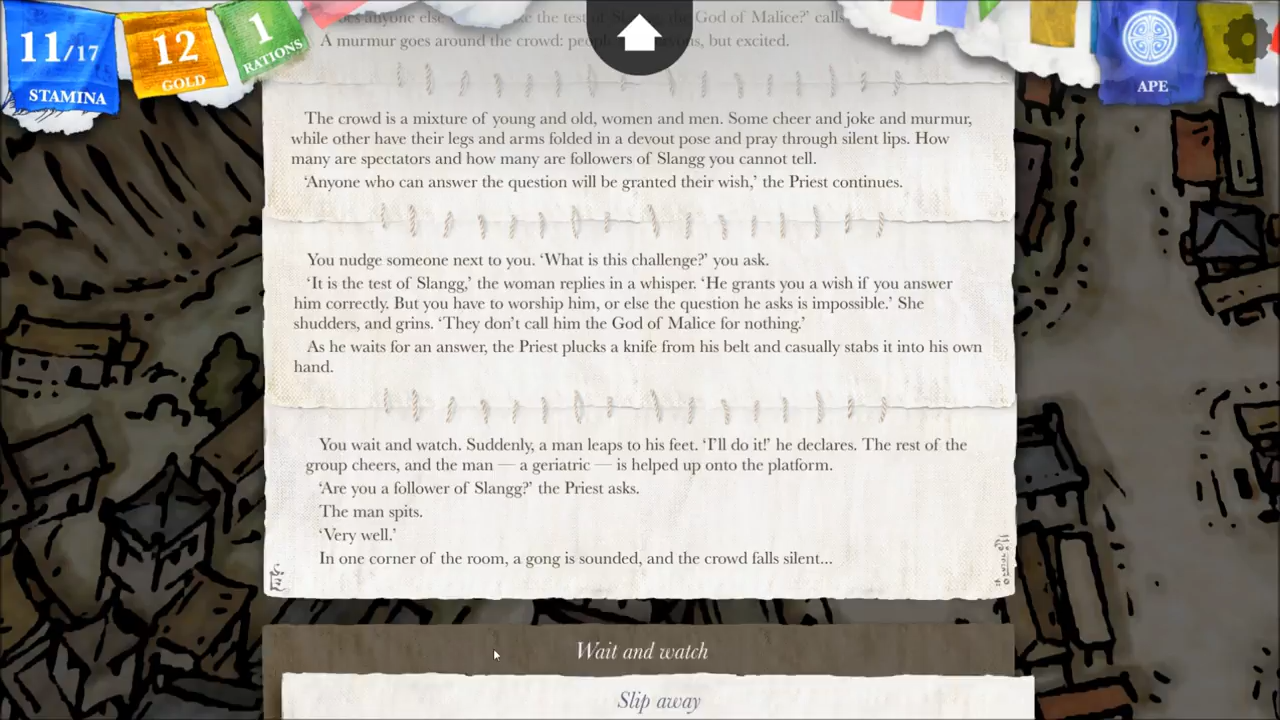 11/17
STAMINA
12
GOLD
1
RATIONS
APE
anyone else
the test of Slangg, the God of Malice?' calls
A murmur goes around the crowd:
but excited.
The crowd is a mixture of young and old, women and men. Some cheer and joke and murmur,
while other have their legs and arms folded in a devout pose and pray through silent lips. How
many are spectators and how many are followers of Slangg you cannot tell.
‘Anyone who can answer the question will be granted their wish,’ the Priest continues.
You nudge someone next to you. ‘What is this challenge?’ you ask.
‘It is the test of Slangg,’ the woman replies in a whisper. ‘He grants you a wish if you answer
him correctly. But you have to worship him, or else the question he asks is impossible.’ She
shudders, and grins. ‘They don’t call him the God of Malice for nothing.’
As he waits for an answer, the Priest plucks a knife from his belt and casually stabs it into his own
hand.
You wait and watch. Suddenly, a man leaps to his feet. ‘I’ll do it!’ he declares. The rest of the
group cheers, and the man — a geriatric — is helped up onto the platform.
‘Are you a follower of Slangg?’ the Priest asks.
The man spits.
‘Very well.’
In one corner of the room, a gong is sounded, and the crowd falls silent...
Wait and watch
Slip away